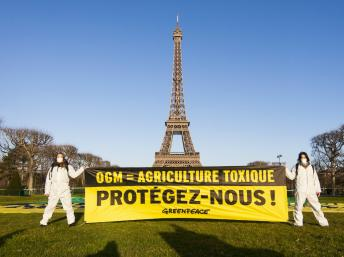 OGM = AGRICULTURE TOXIQUE
PROTÉGEZ-NOUS !
GREENPEACE